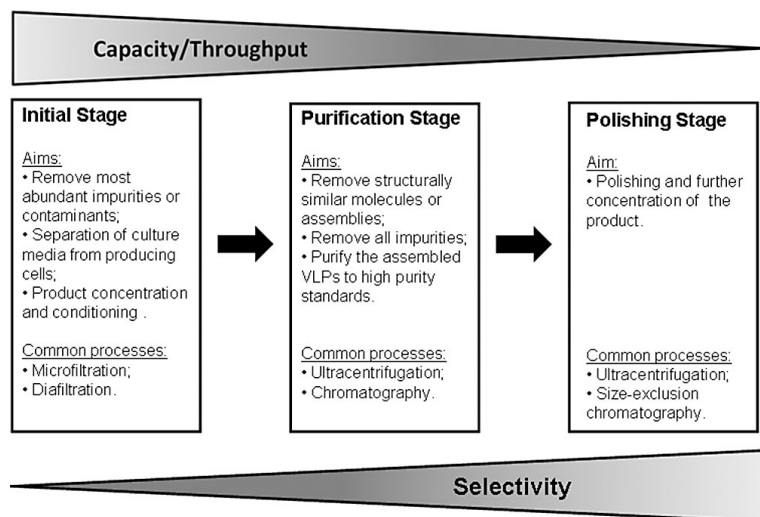 Capacity/Throughput
Initial Stage
Aims:
• Remove most
abundant impurities or
contaminants;
• Separation of culture
media from producing
cells;
• Product concentration
and conditioning .
Common processes:
• Microfiltration;
• Diafiltration.
Purification Stage
Aims:
• Remove structurally
similar molecules or
assemblies;
• Remove all impurities;
• Purify the assembled
VLPs to high purity
standards.
Common processes:
• Ultracentrifugation;
• Chromatography.
Polishing Stage
Aim:
• Polishing and further
concentration of the
product.
Common processes:
• Ultracentrifugation;
• Size-exclusion
chromatography.
Selectivity